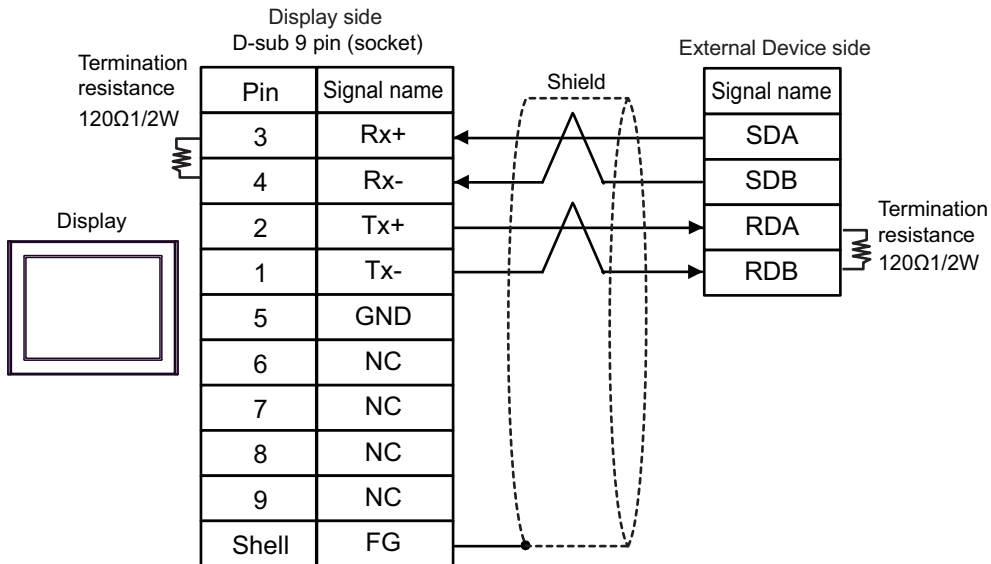 Display side
D-sub 9 pin (socket)
External Device side
Termination
resistance
120Ω1/2W
Shield
Pin Signal name
Signal name
3 Rx+
SDA
4 Rx-
SDB
2 Tx+
RDA
1 Tx-
RDB
Termination
resistance
120Ω1/2W
Display
5 GND
6 NC
7 NC
8 NC
9 NC
Shell FG